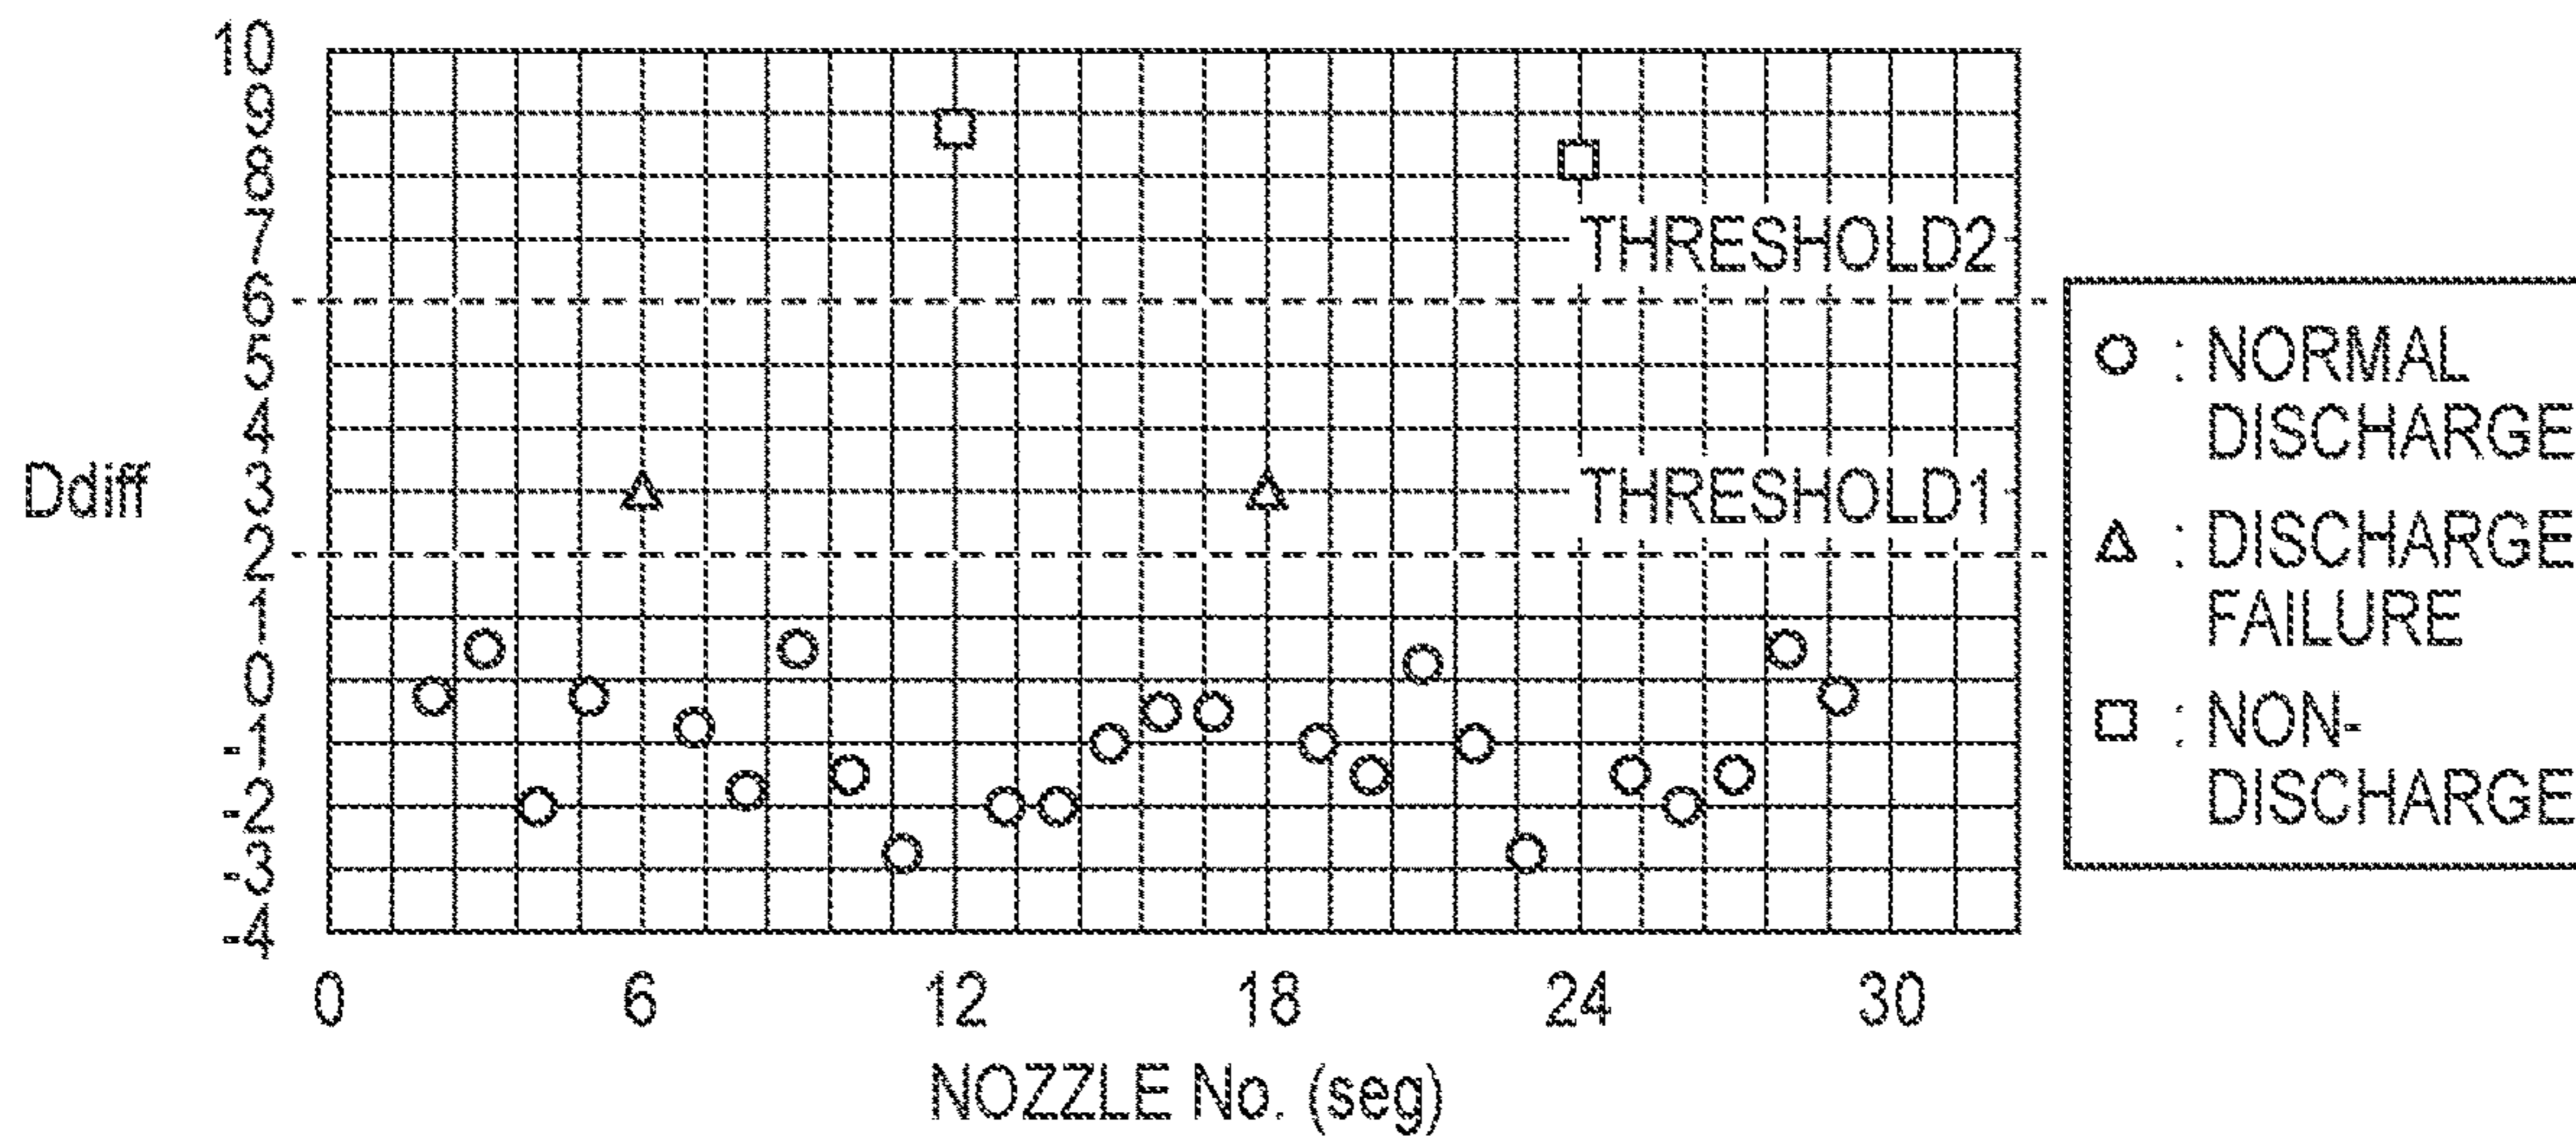 10
9
8
7
6
5
4
3
2
1
0
-1
-2
-3
-4
Ddiff
THRESHOLD2
THRESHOLD1
0 6 12 18 24 30
NOZZLE No. (seg)
○ : NORMAL
DISCHARGE
△ : DISCHARGE
FAILURE
□ : NON-
DISCHARGE